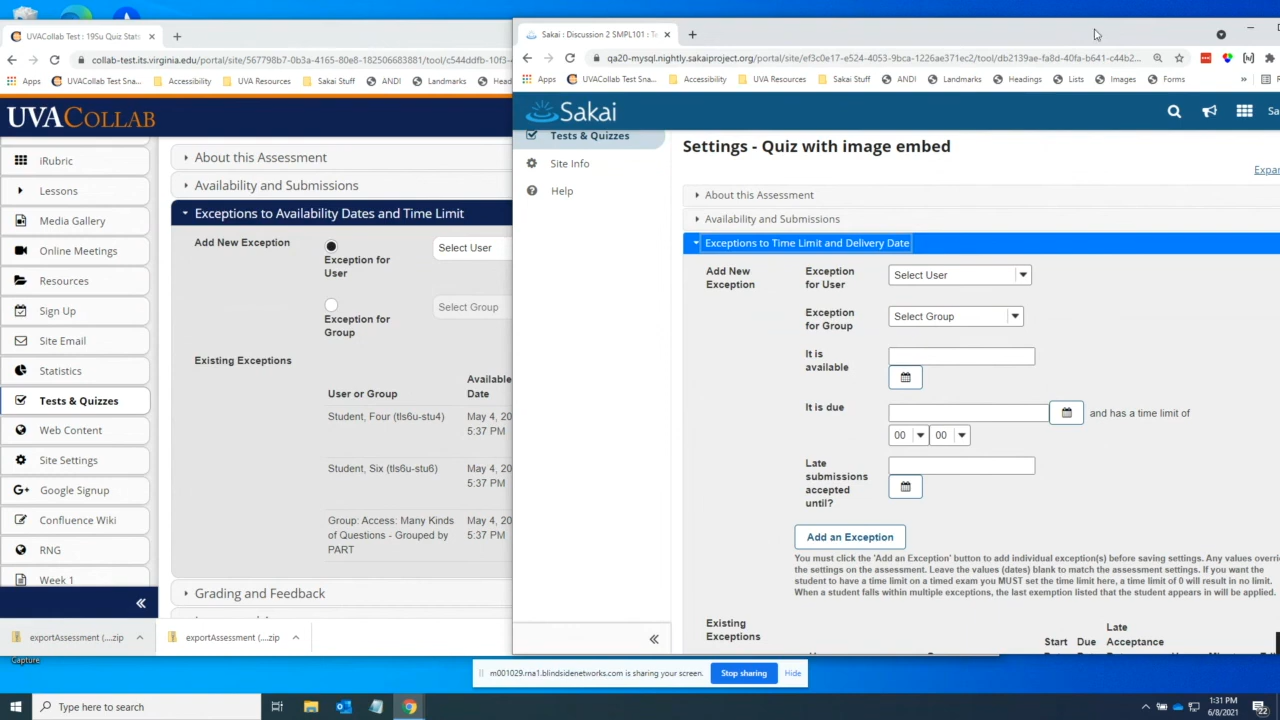 UVACollab Test : 19Su Quiz Stats
collab-test.its.virginia.edu/portal/site/567798b7-0b3a-4165-80e8-182506f83881/tool/c544ddfb-10f3
Apps
UVACollab Test Sna...
Accessibility
UVA Resources
Sakai Stuff
ANDI
Landmarks
Head
UVACOLLAB
iRubric
Lessons
Media Gallery
Online Meetings
Resources
Sign Up
Site Email
Statistics
Tests & Quizzes
Web Content
Site Settings
Google Signup
Confluence Wiki
RNG
Week 1
About this Assessment
Availability and Submissions
Exceptions to Availability Dates and Time Limit
Add New Exception
Exception for
User
Select User
Exception for
Group
Select Group
Existing Exceptions
User or Group
Available
Date
Student, Four (tls6u-stu4)
May 4, 20
5:37 PM
Student, Six (tls6u-stu6)
May 4, 20
5:37 PM
Group: Access: Many Kinds
of Questions - Grouped by
PART
May 4, 20
5:37 PM
Grading and Feedback
Sakai : Discussion 2 SMPL101 : Te
qa20-mysql.nightly.sakaiproject.org/portal/site/ef3c0e17-e524-4053-9bca-1226ae371ec2/tool/db2139ae-fa8d-40fa-b641-c44b2...
Apps
UVACollab Test Sna...
Accessibility
UVA Resources
Sakai Stuff
ANDI
Landmarks
Headings
Lists
Images
Forms
»
R
Sakai
Sa
Tests & Quizzes
Site Info
Help
Settings - Quiz with image embed
Expan
About this Assessment
Availability and Submissions
Exceptions to Time Limit and Delivery Date
Add New
Exception
Exception
for User
Select User
Exception
for Group
Select Group
It is
available
It is due
and has a time limit of
00
00
Late
submissions
accepted
until?
Add an Exception
You must click the 'Add an Exception' button to add individual exception(s) before saving settings. Any values overri
the settings on the assessment. Leave the values (dates) blank to match the assessment settings. If you want the
student to have a time limit on a timed exam you MUST set the time limit here, a time limit of 0 will result in no limit.
When a student falls within multiple exceptions, the last exemption listed that the student appears in will be applied.
Existing
Exceptions
Start
Due
Late
Acceptance
exportAssessment (....zip
exportAssessment (....zip
Capture
m001029.rna1.blindsidenetworks.com is sharing your screen.
Stop sharing
Hide
Type here to search
1:31 PM
6/8/2021
22